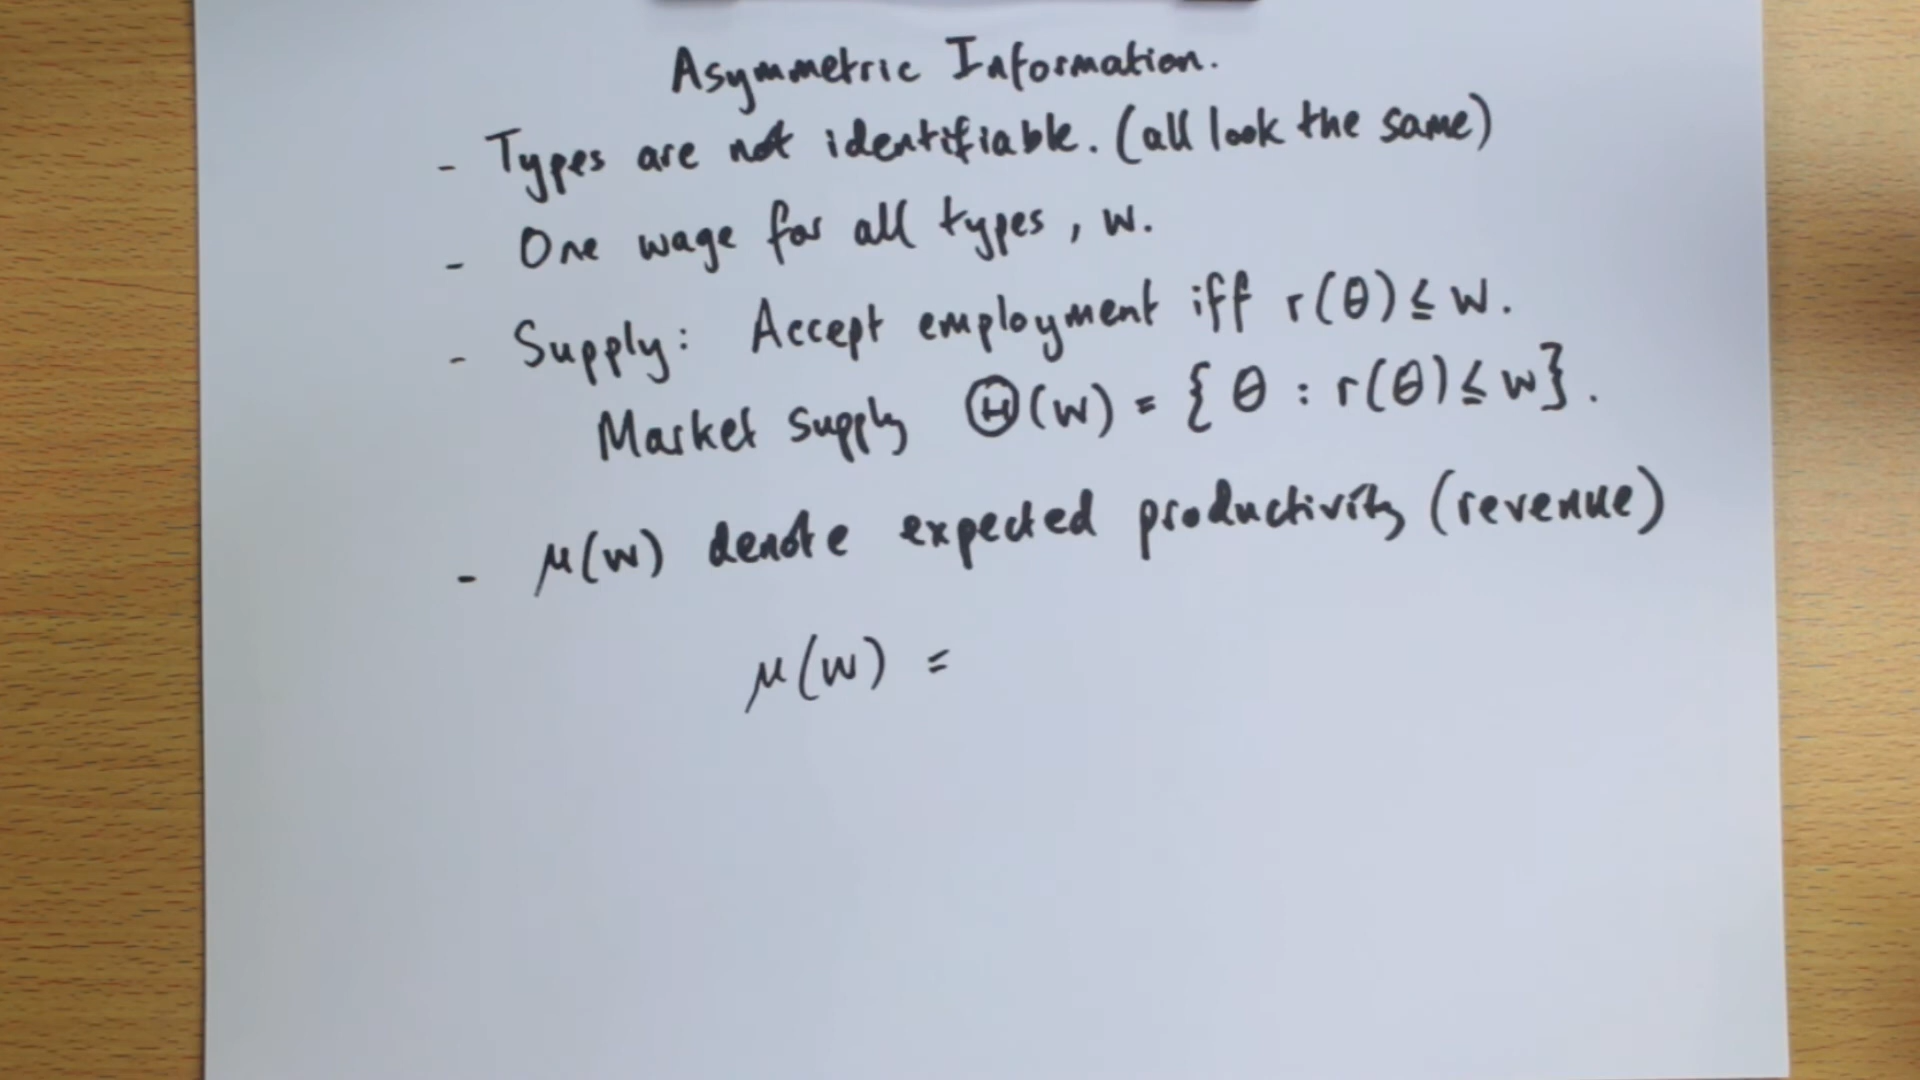 Asymmetric Information.
- Types are not identifiable. (all look the same)
- One wage for all types, w.
- Supply: Accept employment iff r(θ) ≤ w.
Market supply Θ(w) = { θ : r(θ) ≤ w}.
- μ(w) denote expected productivity (revenue)
μ(w) =